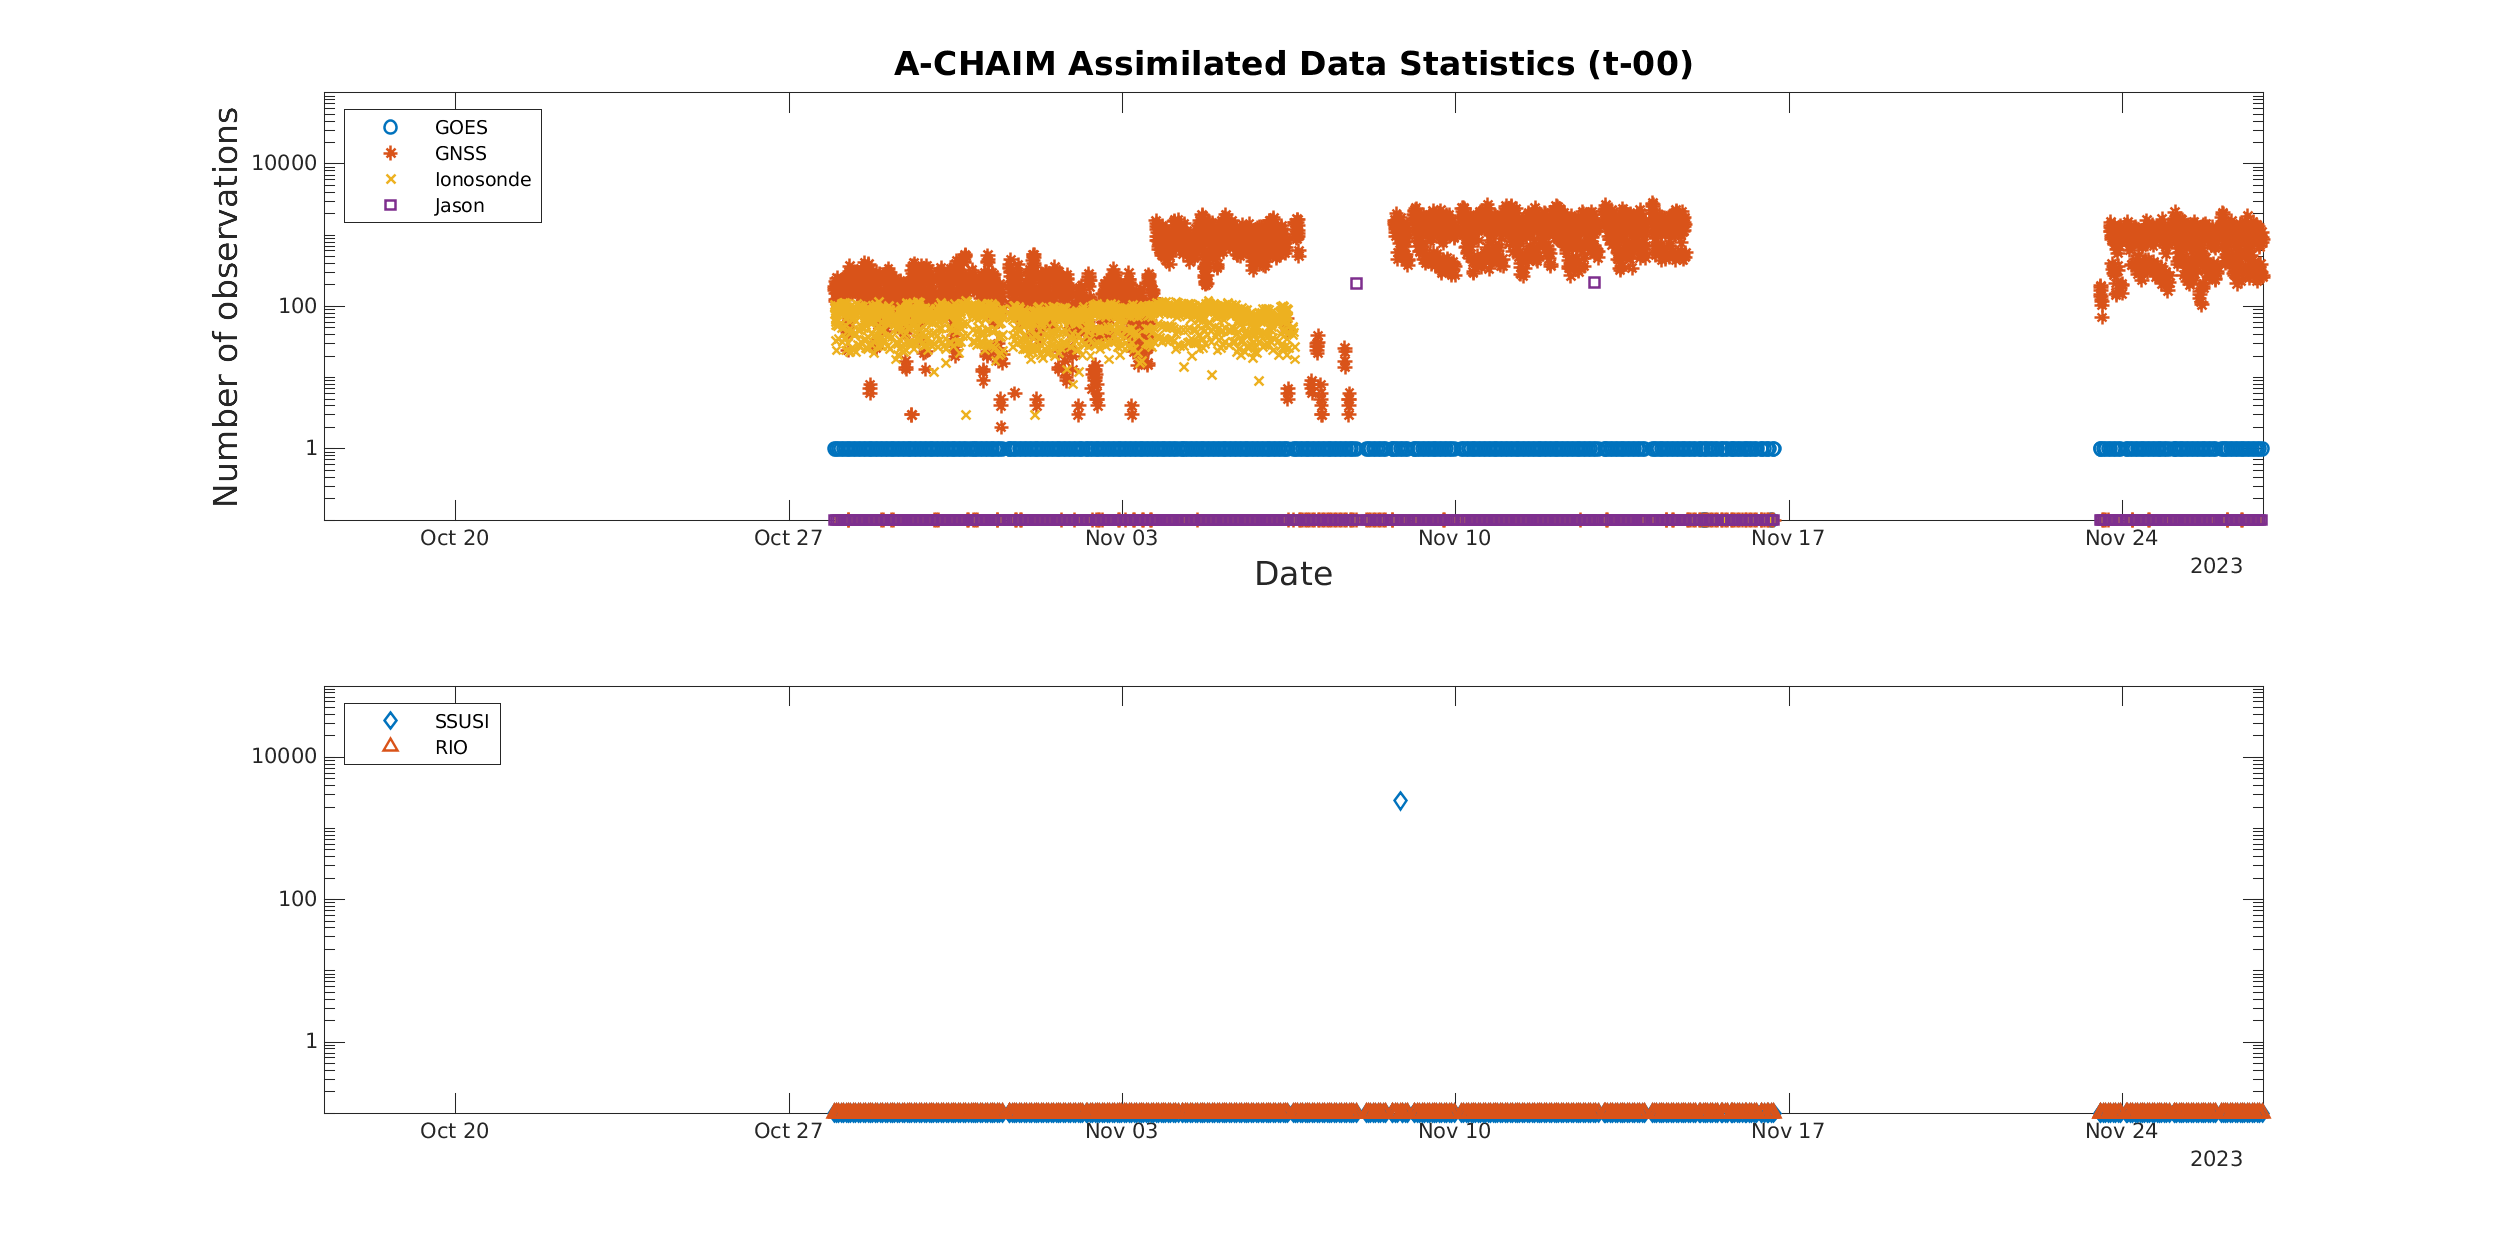 A-CHAIM Assimilated Data Statistics (t-00)
Number of observations
10000
100
1
GOES
GNSS
Ionosonde
Jason
Oct 20
Oct 27
Nov 03
Nov 10
Nov 17
Nov 24
2023
Date
10000
100
1
SSUSI
RIO
Oct 20
Oct 27
Nov 03
Nov 10
Nov 17
Nov 24
2023